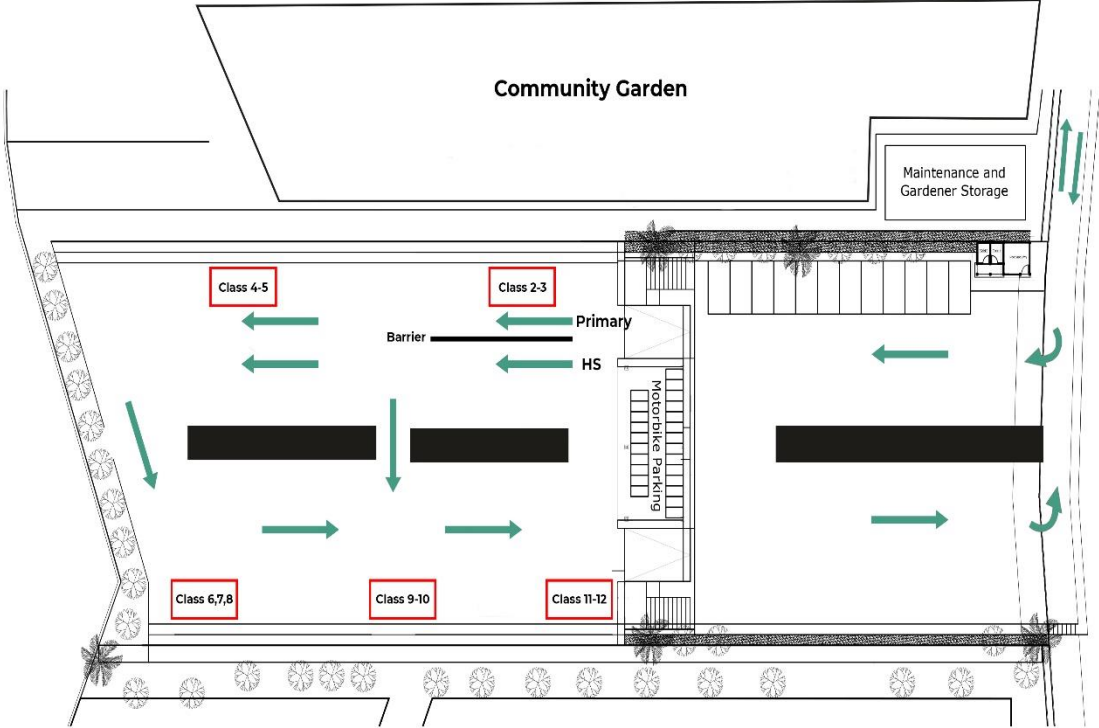 Community Garden
Maintenance and
Gardener Storage
Class 4-5
Class 2-3
Primary
Barrier
HS
Motorbike Parking
Class 6,7,8
Class 9-10
Class 11-12